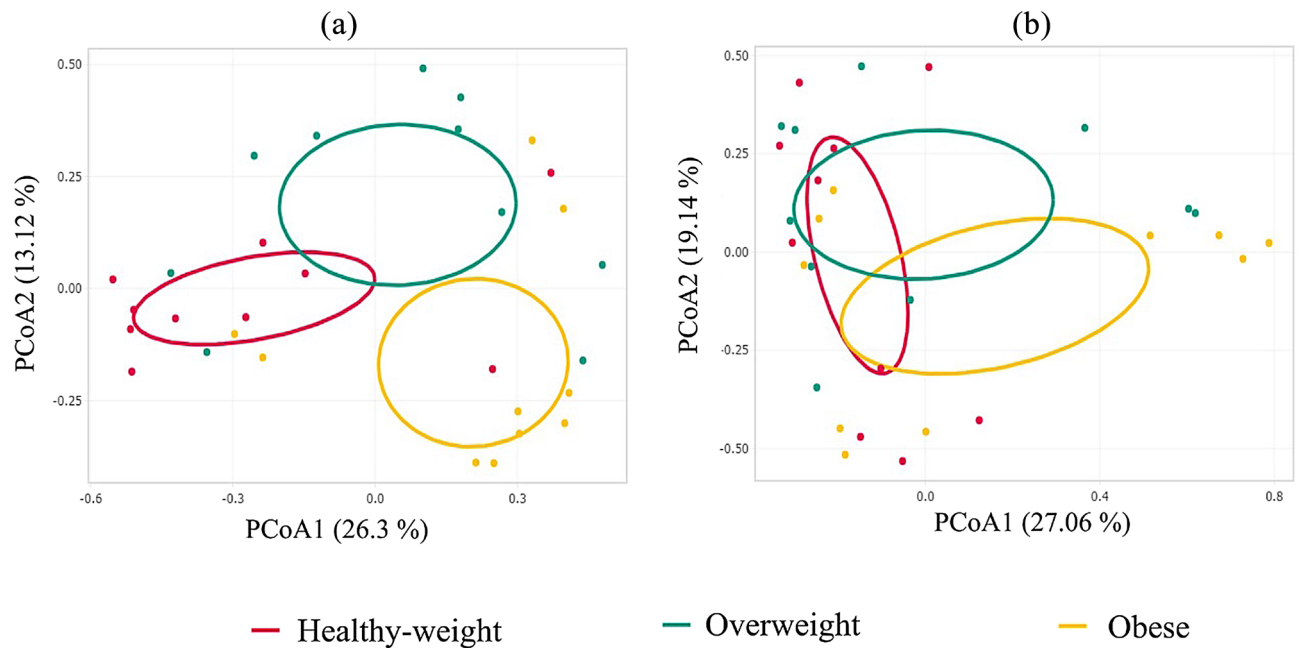 (a)
(b)
0.50
0.25
0.00
-0.25
PCoA2 (13.12 %)
-0.6
-0.3
0.0
0.3
PCoA1 (26.3 %)
0.50
0.25
0.00
-0.25
-0.50
PCoA2 (19.14 %)
0.0
0.4
0.8
PCoA1 (27.06 %)
Healthy-weight
Overweight
Obese